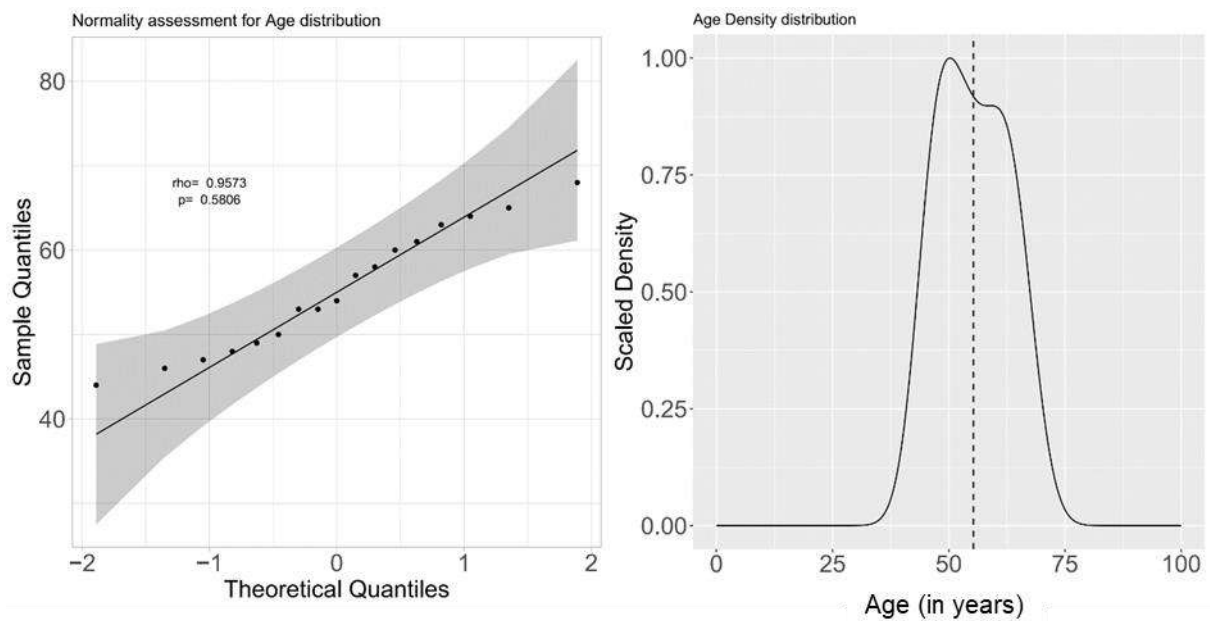 Normality assessment for Age distribution
80
60
40
rho= 0.9573
p= 0.5806
Sample Quantiles
−2
−1
0
1
2
Theoretical Quantiles
Age Density distribution
1.00
0.75
0.50
0.25
0.00
Scaled Density
0
25
50
75
100
Age (in years)